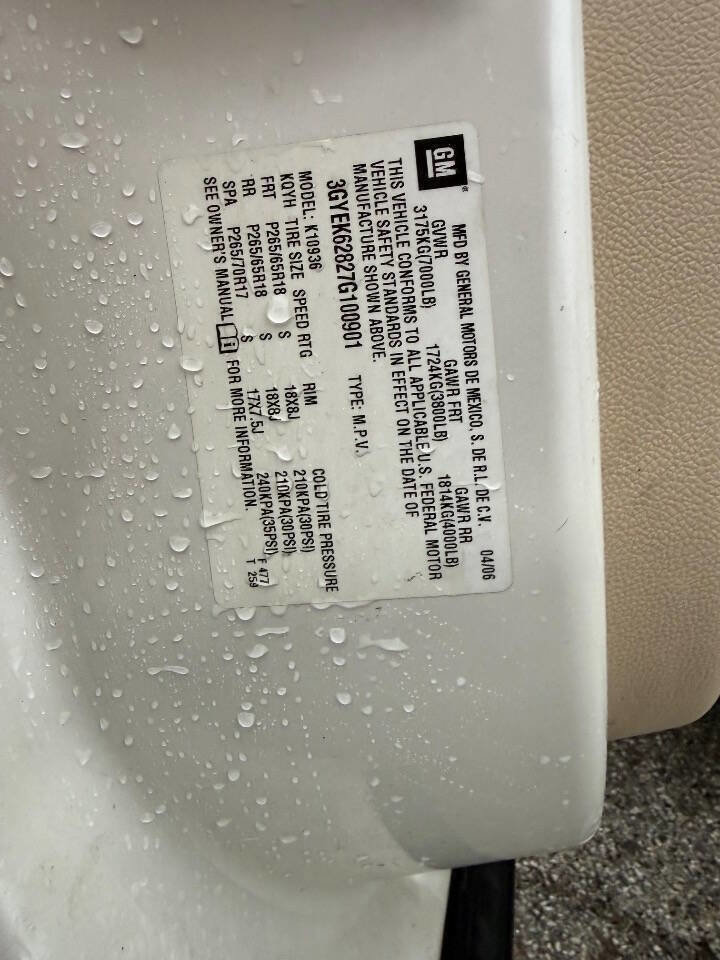 GM
MFD BY GENERAL MOTORS DE MEXICO, S. DE R.L. DE C.V. 04/06
GVWR GAWR FRT GAWR RR
3175KG(7000LB) 1724KG(3800LB) 1814KG(4000LB)
THIS VEHICLE CONFORMS TO ALL APPLICABLE U.S. FEDERAL MOTOR
VEHICLE SAFETY STANDARDS IN EFFECT ON THE DATE OF
MANUFACTURE SHOWN ABOVE.
3GYEK62827G100901 TYPE: M.P.V.
MODEL: K10936
KQYH TIRE SIZE SPEED RTG RIM COLD TIRE PRESSURE
FRT P265/65R18 S 18X8J 210KPA(30PSI)
RR P265/65R18 S 18X8J 210KPA(30PSI)
SPA P265/70R17 S 17X7.5J 240KPA(35PSI) F 477
SEE OWNER'S MANUAL FOR MORE INFORMATION. T 259